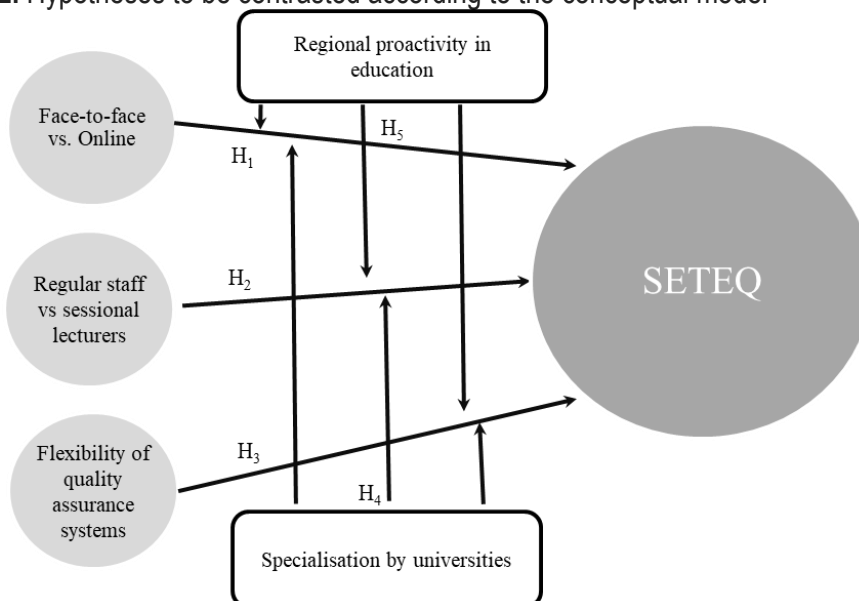 2. Hypotheses to be contrasted according to the conceptual model
Regional proactivity in
education
Face-to-face
vs. Online
H₅
H₁
Regular staff
vs sessional
lecturers
H₂
SETEQ
Flexibility of
quality
assurance
systems
H₃
H₄
Specialisation by universities